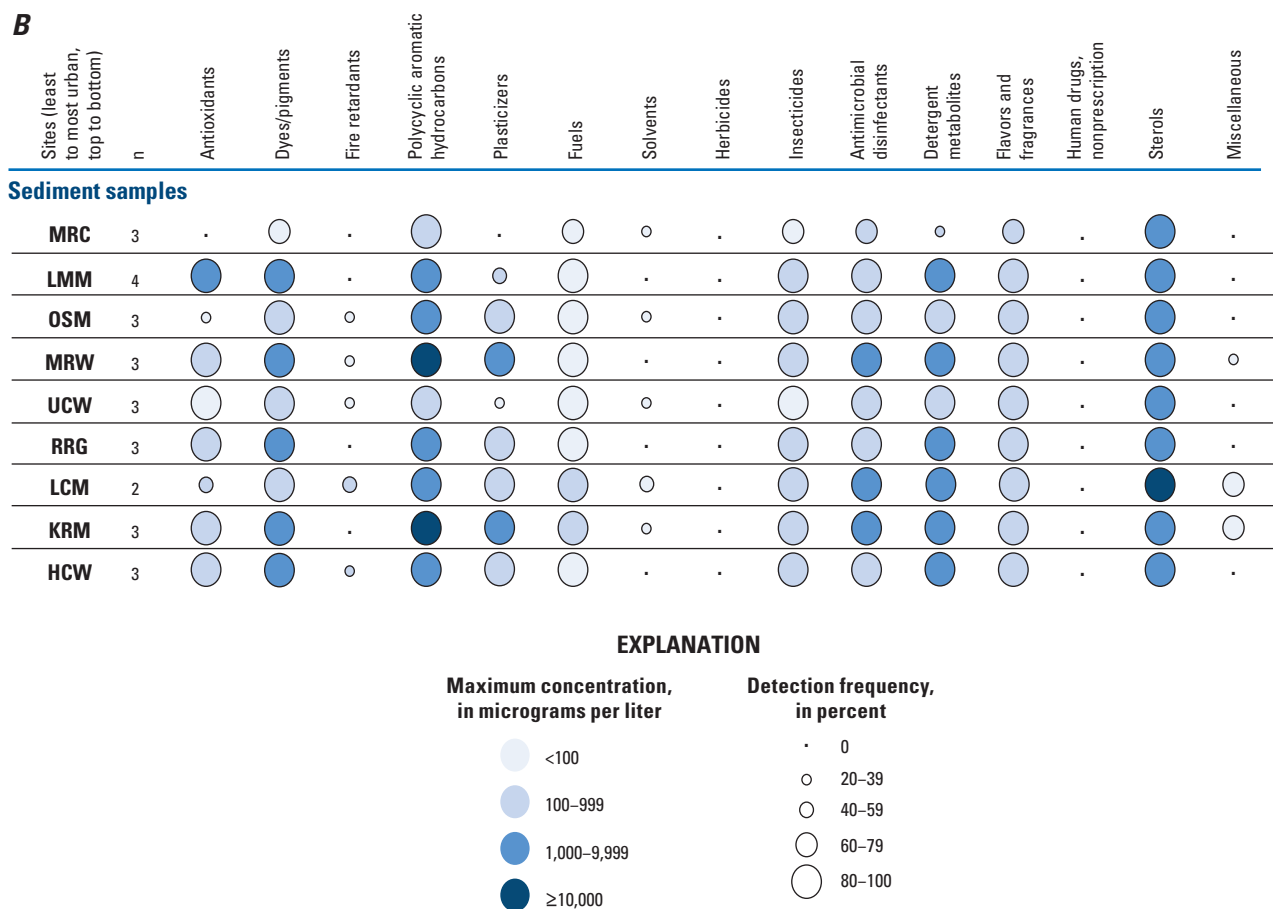 B
Sites (least
to most urban,
top to bottom)
n
Antioxidants
Dyes/pigments
Fire retardants
Polycyclic aromatic
hydrocarbons
Plasticizers
Fuels
Solvents
Herbicides
Insecticides
Antimicrobial
disinfectants
Detergent
metabolites
Flavors and
fragrances
Human drugs,
nonprescription
Sterols
Miscellaneous
Sediment samples
MRC 3
LMM 4
OSM 3
MRW 3
UCW 3
RRG 3
LCM 2
KRM 3
HCW 3
EXPLANATION
Maximum concentration,
in micrograms per liter
<100
100–999
1,000–9,999
≥10,000
Detection frequency,
in percent
0
20–39
40–59
60–79
80–100